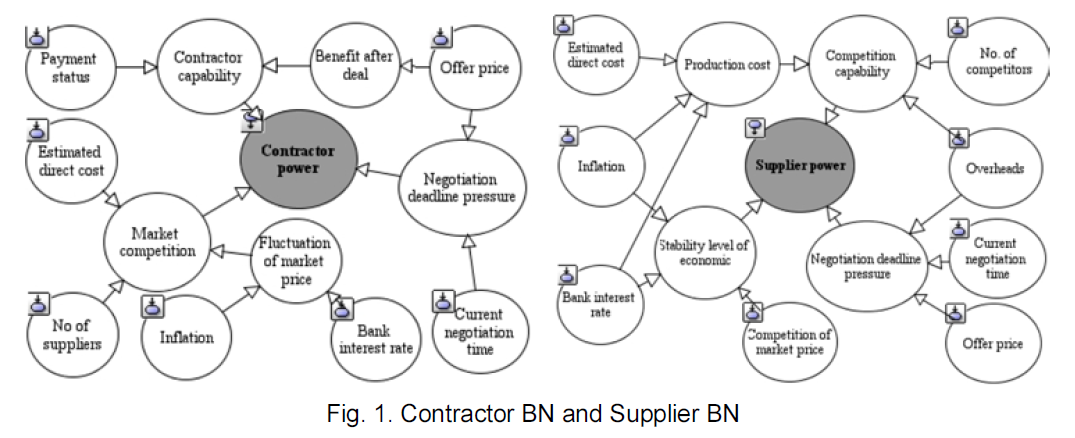 Payment
status
Contractor
capability
Benefit after
deal
Offer price
Estimated
direct cost
Contractor
power
Negotiation
deadline pressure
Market
competition
Fluctuation
of market
price
No of
suppliers
Inflation
Bank
interest rate
Current
negotiation
time
Estimated
direct cost
Production cost
Competition
capability
No. of
competitors
Inflation
Supplier power
Overheads
Stability level of
economic
Negotiation deadline
pressure
Current
negotiation
time
Bank interest
rate
Competition of
market price
Offer price
Fig. 1. Contractor BN and Supplier BN